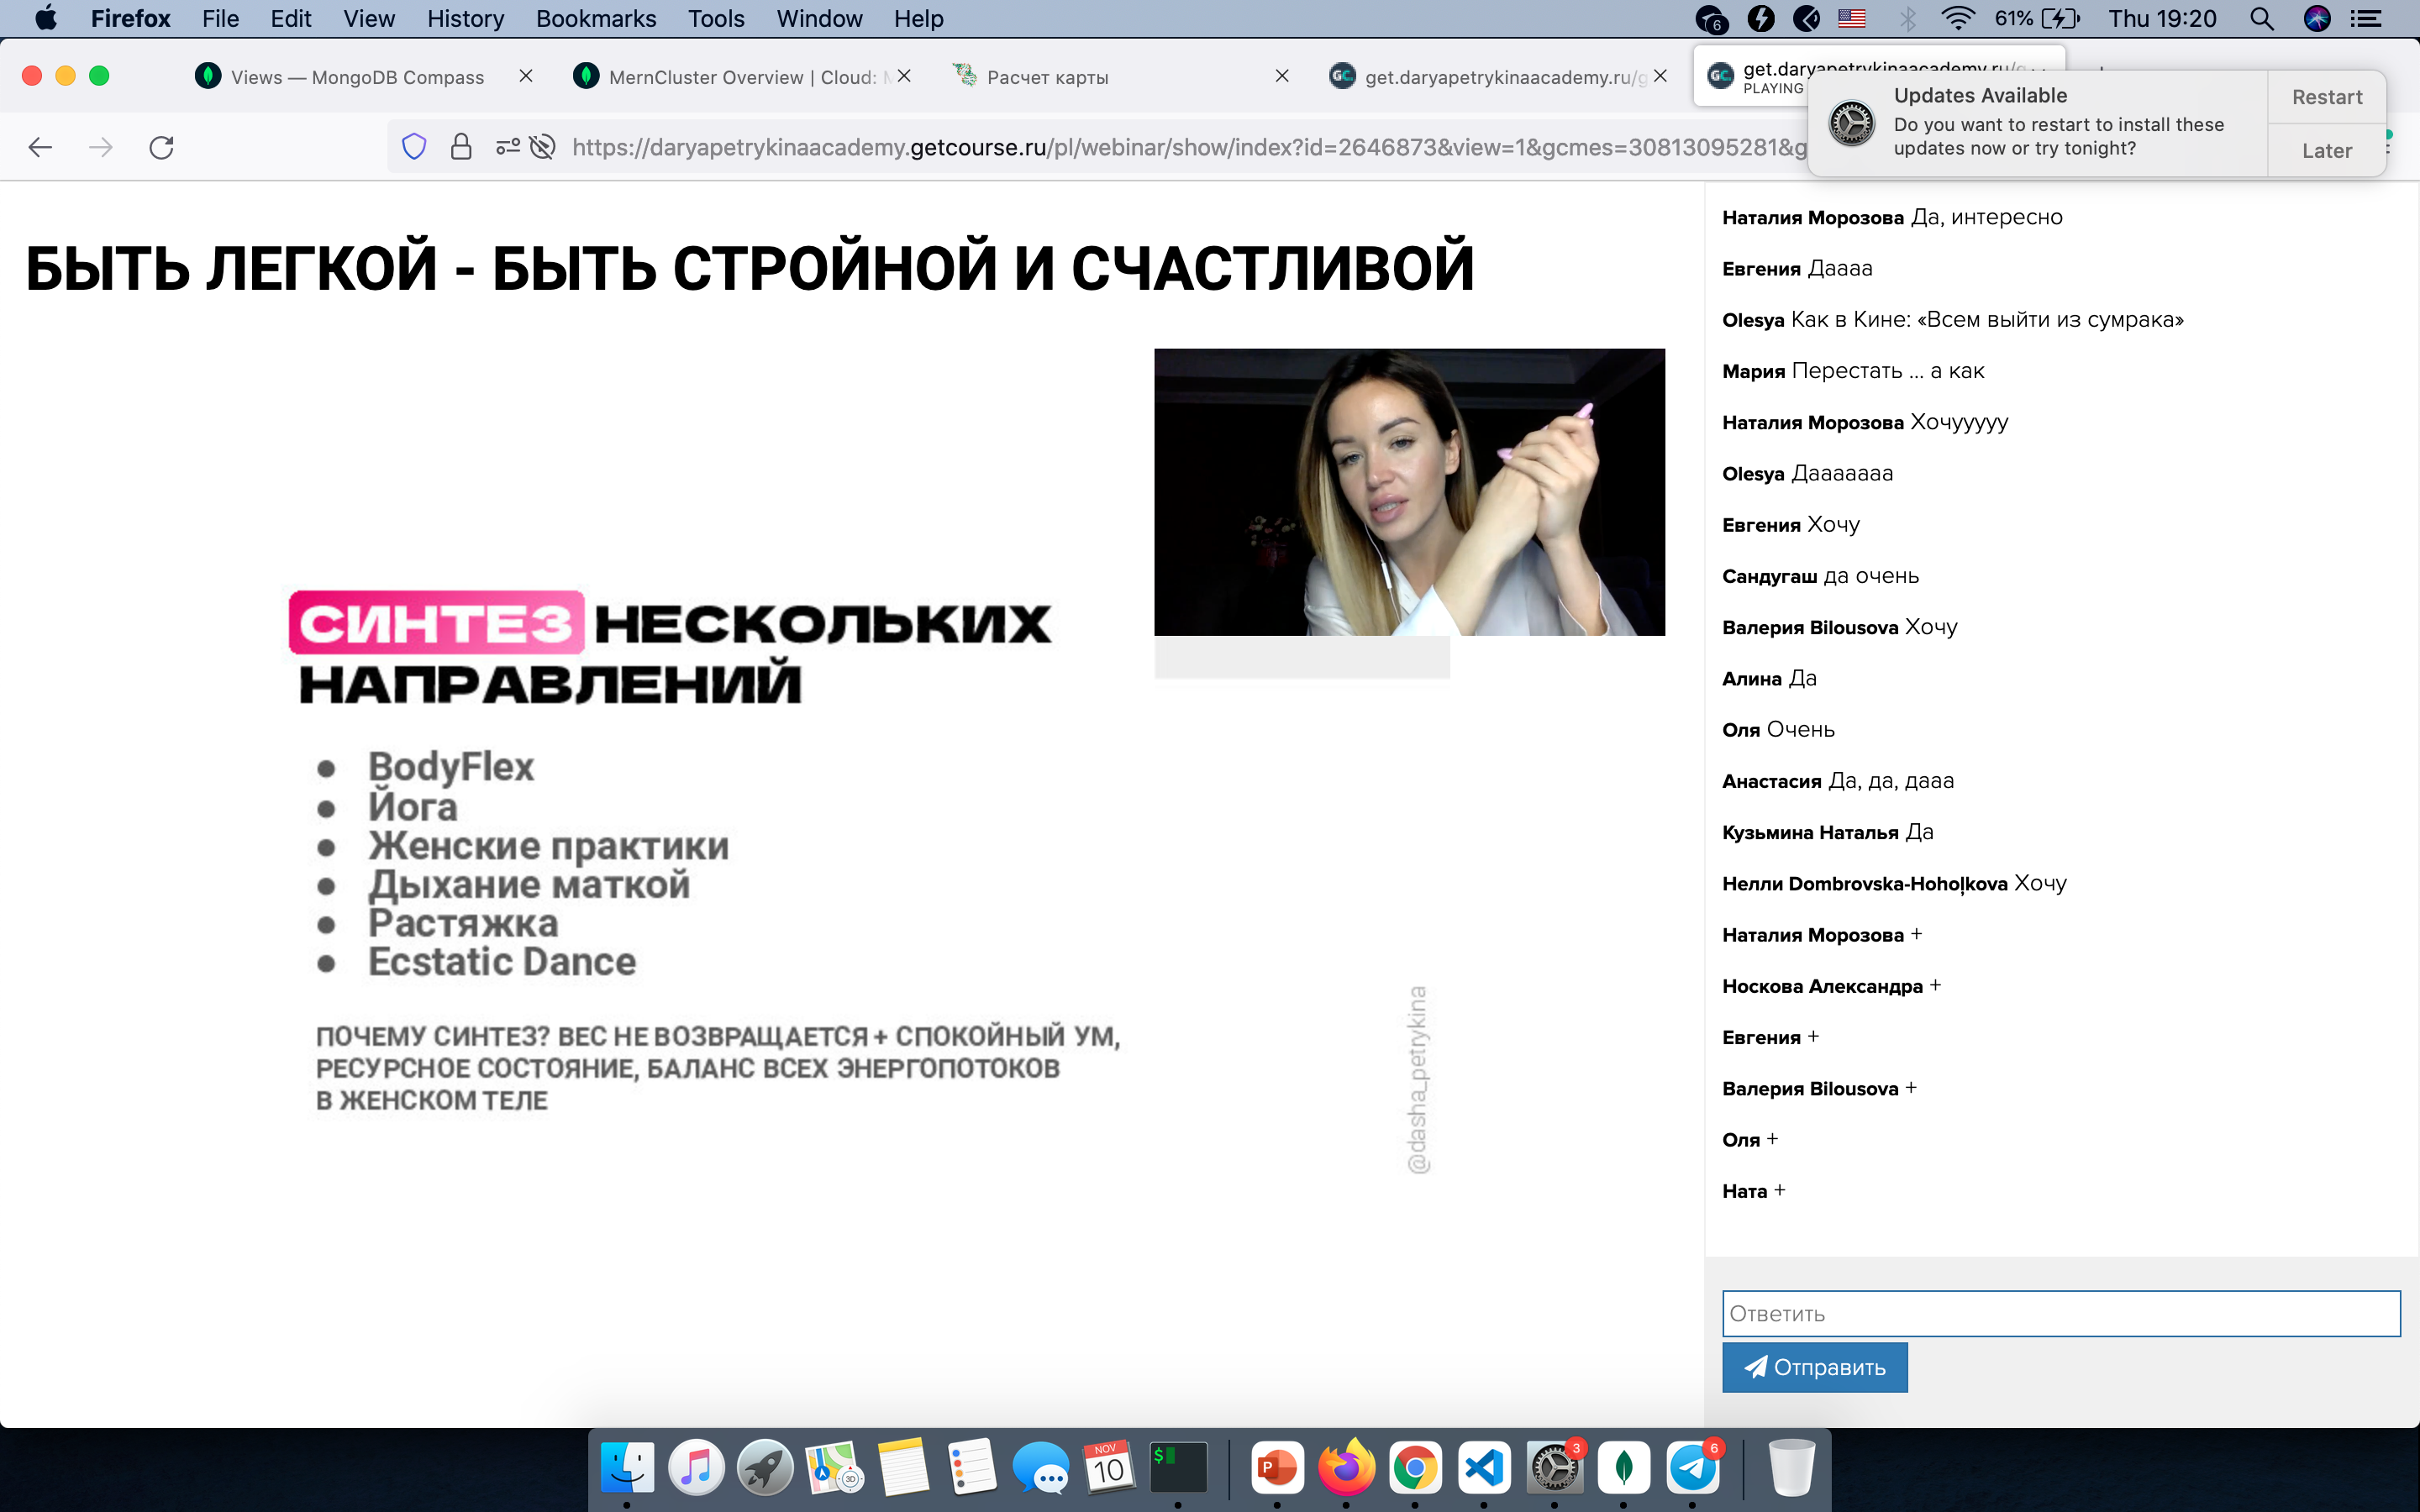 Firefox File Edit View History Bookmarks Tools Window Help
6
61%
Thu 19:20
Views — MongoDB Compass
MernCluster Overview | Cloud:
Расчет карты
get.daryapetrykinaacademy.ru/g
get.daryapetrykinaacademy.ru/g
PLAYING
https://daryapetrykinaacademy.getcourse.ru/pl/webinar/show/index?id=2646873&view=1&gcmes=30813095281&g
Updates Available
Do you want to restart to install these
updates now or try tonight?
Restart
Later
БЫТЬ ЛЕГКОЙ - БЫТЬ СТРОЙНОЙ И СЧАСТЛИВОЙ
СИНТЕЗ НЕСКОЛЬКИХ
НАПРАВЛЕНИЙ
● BodyFlex
● Йога
● Женские практики
● Дыхание маткой
● Растяжка
● Ecstatic Dance
ПОЧЕМУ СИНТЕЗ? ВЕС НЕ ВОЗВРАЩАЕТСЯ + СПОКОЙНЫЙ УМ,
РЕСУРСНОЕ СОСТОЯНИЕ, БАЛАНС ВСЕХ ЭНЕРГОПОТОКОВ
В ЖЕНСКОМ ТЕЛЕ
@dasha_petrykina
Наталия Морозова Да, интересно
Евгения Даааа
Olesya Как в Кине: «Всем выйти из сумрака»
Мария Перестать ... а как
Наталия Морозова Хочууууу
Olesya Дааааааа
Евгения Хочу
Сандугаш да очень
Валерия Bilousova Хочу
Алина Да
Оля Очень
Анастасия Да, да, дааа
Кузьмина Наталья Да
Нелли Dombrovska-Hohoļkova Хочу
Наталия Морозова +
Носкова Александра +
Евгения +
Валерия Bilousova +
Оля +
Ната +
Ответить
Отправить
3D
NOV
10
$
P
3
6